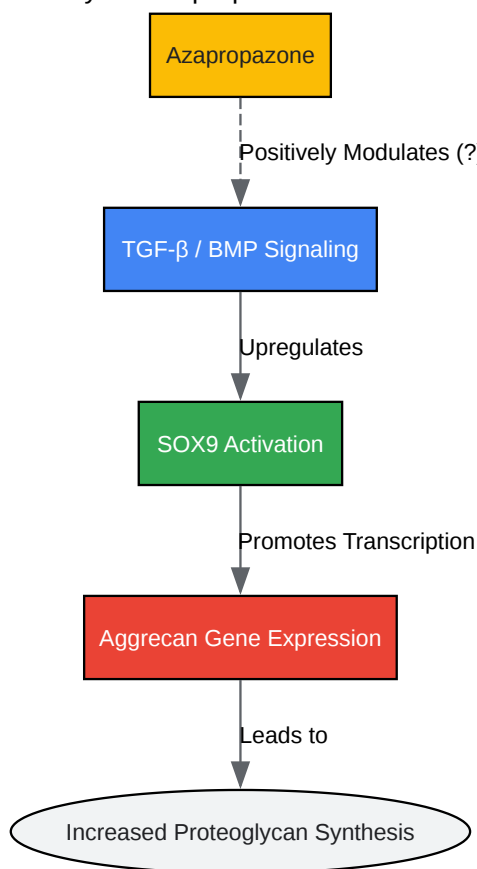 Azapropazone
Positively Modulates (?
TGF-β / BMP Signaling
Upregulates
SOX9 Activation
Promotes Transcription
Aggrecan Gene Expression
Leads to
Increased Proteoglycan Synthesis